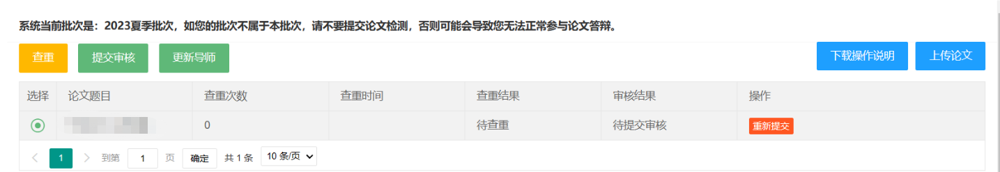 系统当前批次是：2023夏季批次，如您的批次不属于本批次，请不要提交论文检测，否则可能会导致您无法正常参与论文答辩。
查重 提交审核 更新导师 下载操作说明 上传论文
选择 论文题目 查重次数 查重时间 查重结果 审核结果 操作
0 待查重 待提交审核 重新提交
1 到第 1 页 确定 共 1 条 10 条/页